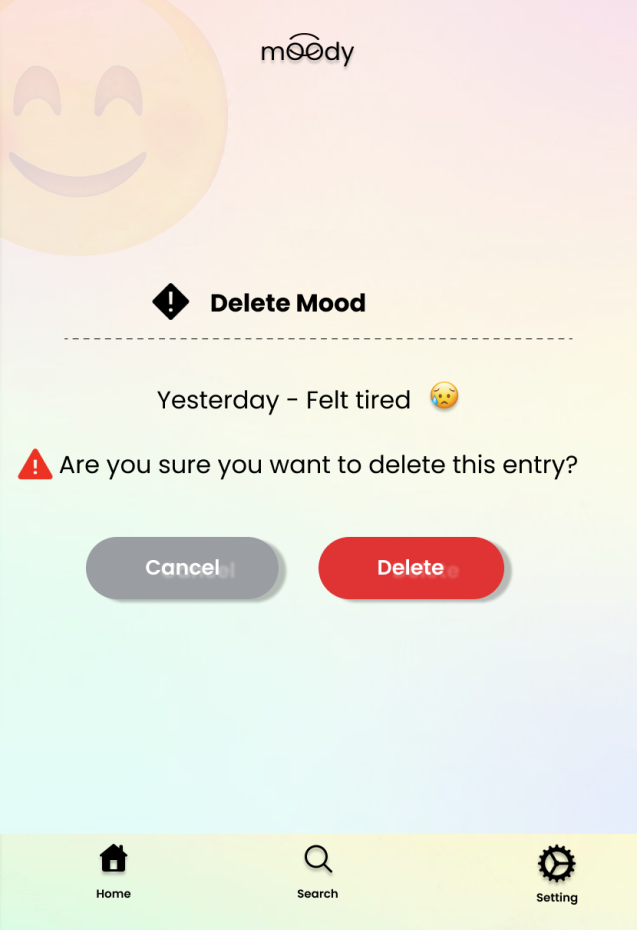 mOOdy
Delete Mood
Yesterday - Felt tired 😥
Are you sure you want to delete this entry?
Cancel Delete
Home Search Setting